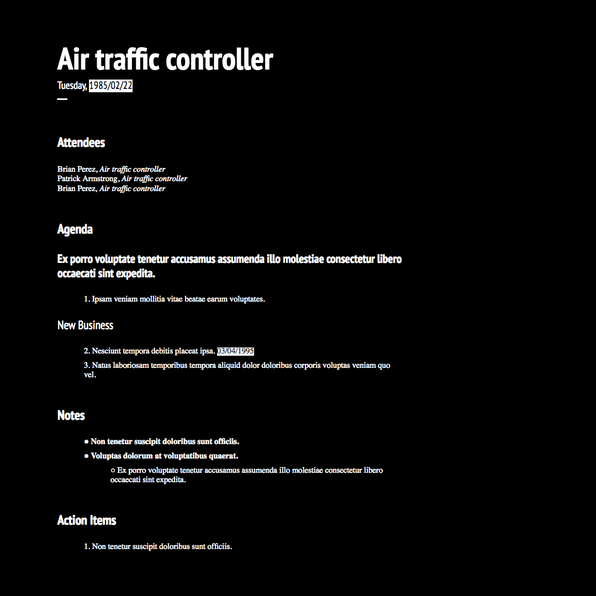 Air traffic controller
Tuesday, 1985/02/22
Attendees
Brian Perez, Air traffic controller
Patrick Armstrong, Air traffic controller
Brian Perez, Air traffic controller
Agenda
Ex porro voluptate tenetur accusamus assumenda illo molestiae consectetur libero
occaecati sint expedita.
1. Ipsam veniam mollitia vitae beatae earum voluptates.
New Business
2. Nesciunt tempora debitis placeat ipsa. 03/04/1995
3. Natus laboriosam temporibus tempora aliquid dolor doloribus corporis voluptas veniam quo
vel.
Notes
● Non tenetur suscipit doloribus sunt officiis.
● Voluptas dolorum at voluptatibus quaerat.
○ Ex porro voluptate tenetur accusamus assumenda illo molestiae consectetur libero
occaecati sint expedita.
Action Items
1. Non tenetur suscipit doloribus sunt officiis.